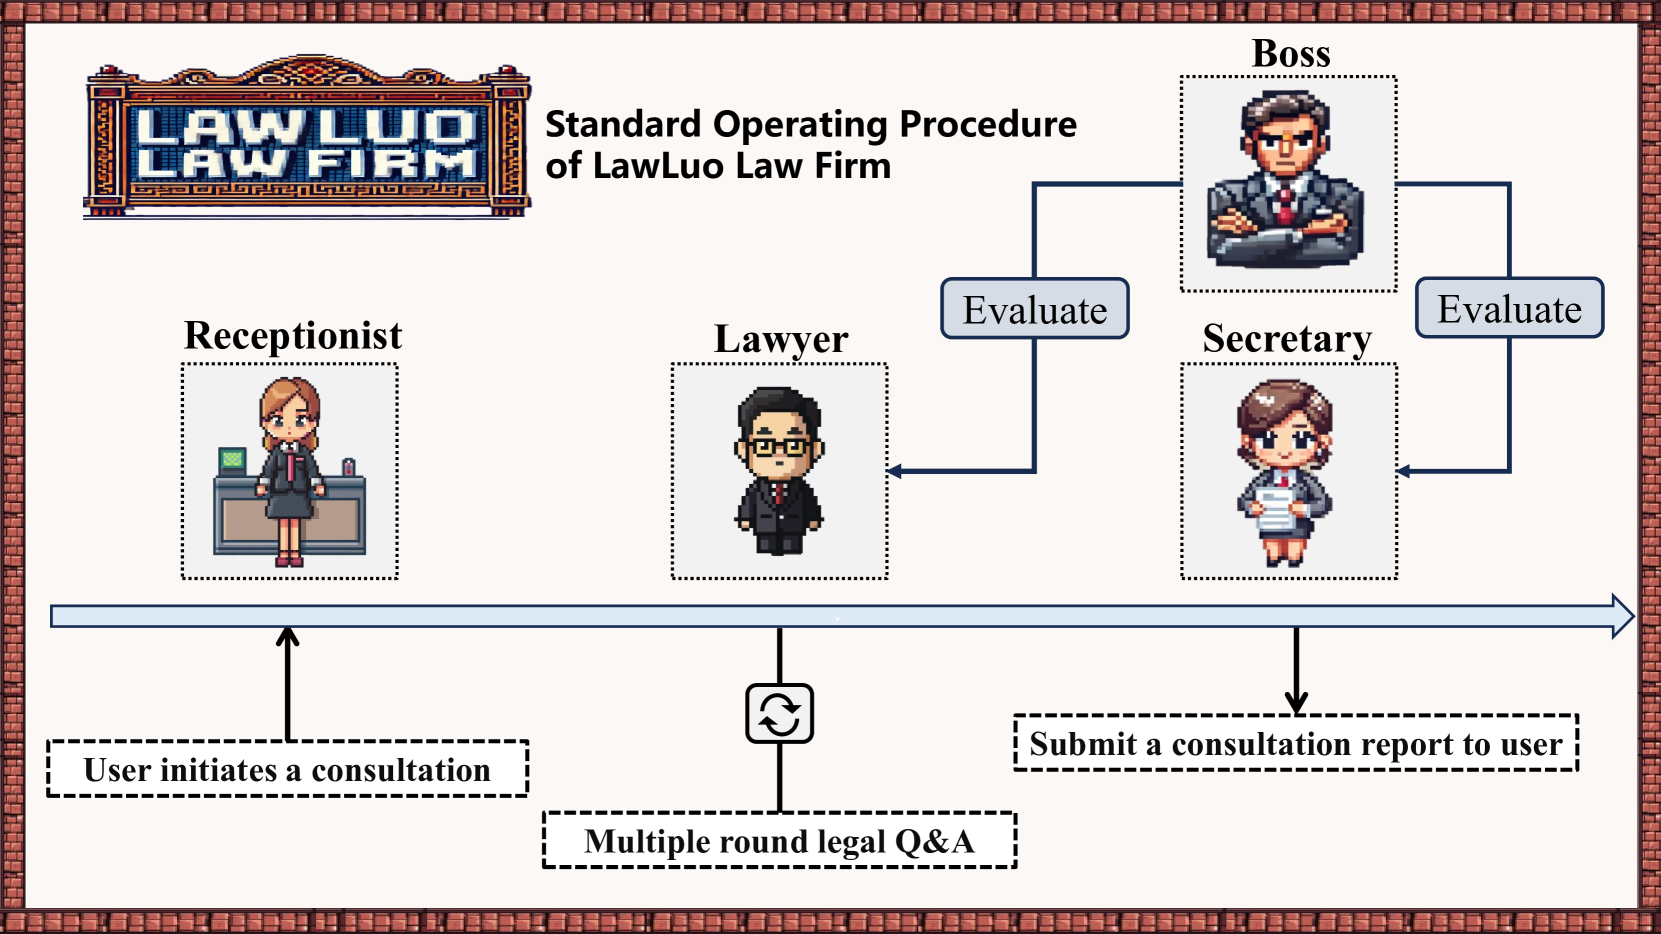 LAW LUO
LAW FIRM
Standard Operating Procedure
of LawLuo Law Firm
Boss
Evaluate
Evaluate
Receptionist
Lawyer
Secretary
User initiates a consultation
Multiple round legal Q&A
Submit a consultation report to user